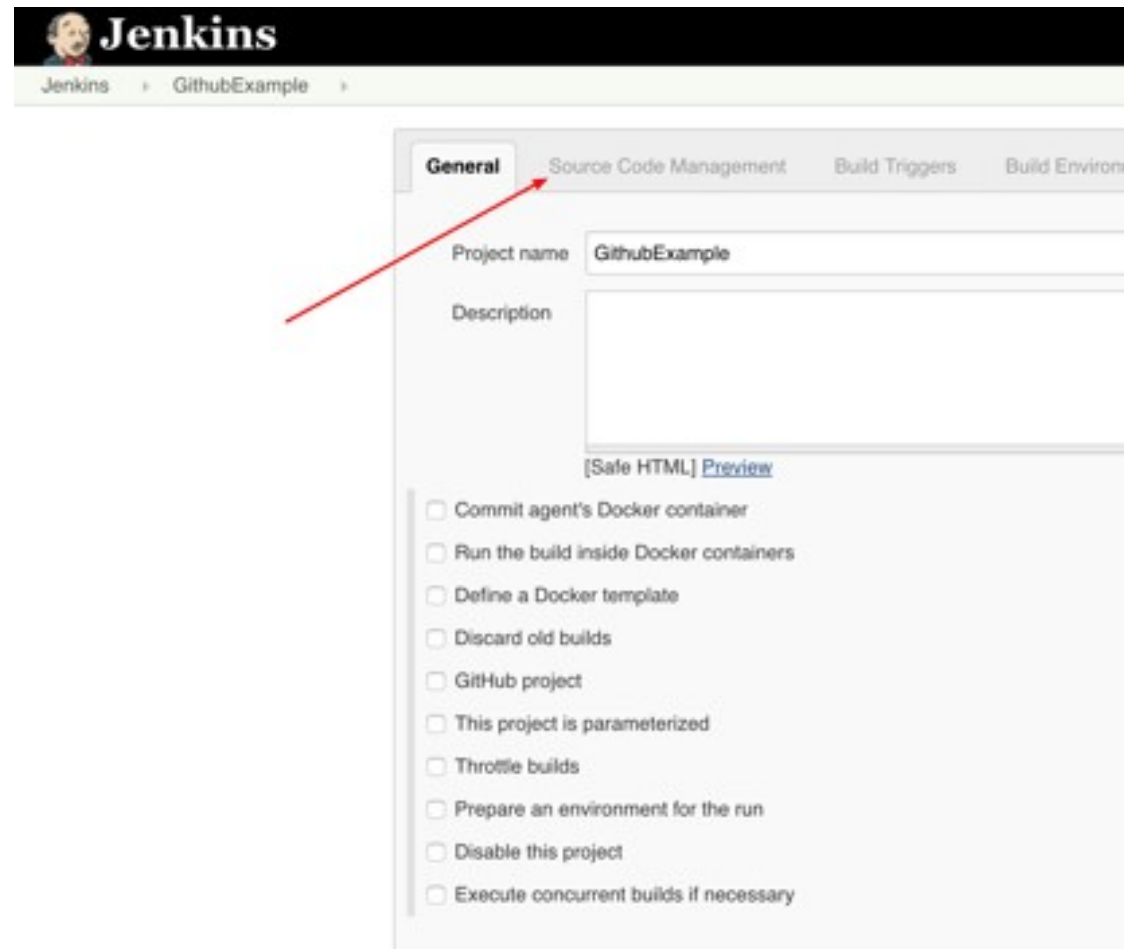 Jenkins
Jenkins GithubExample
General Source Code Management Build Triggers
Project name GithubExample
Description
[Safe HTML] Preview
Commit agent's Docker container
Run the build inside Docker containers
Define a Docker template
Discard old builds
GitHub project
This project is parameterized
Throttle builds
Prepare an environment for the run
Disable this project
Execute concurrent builds if necessary